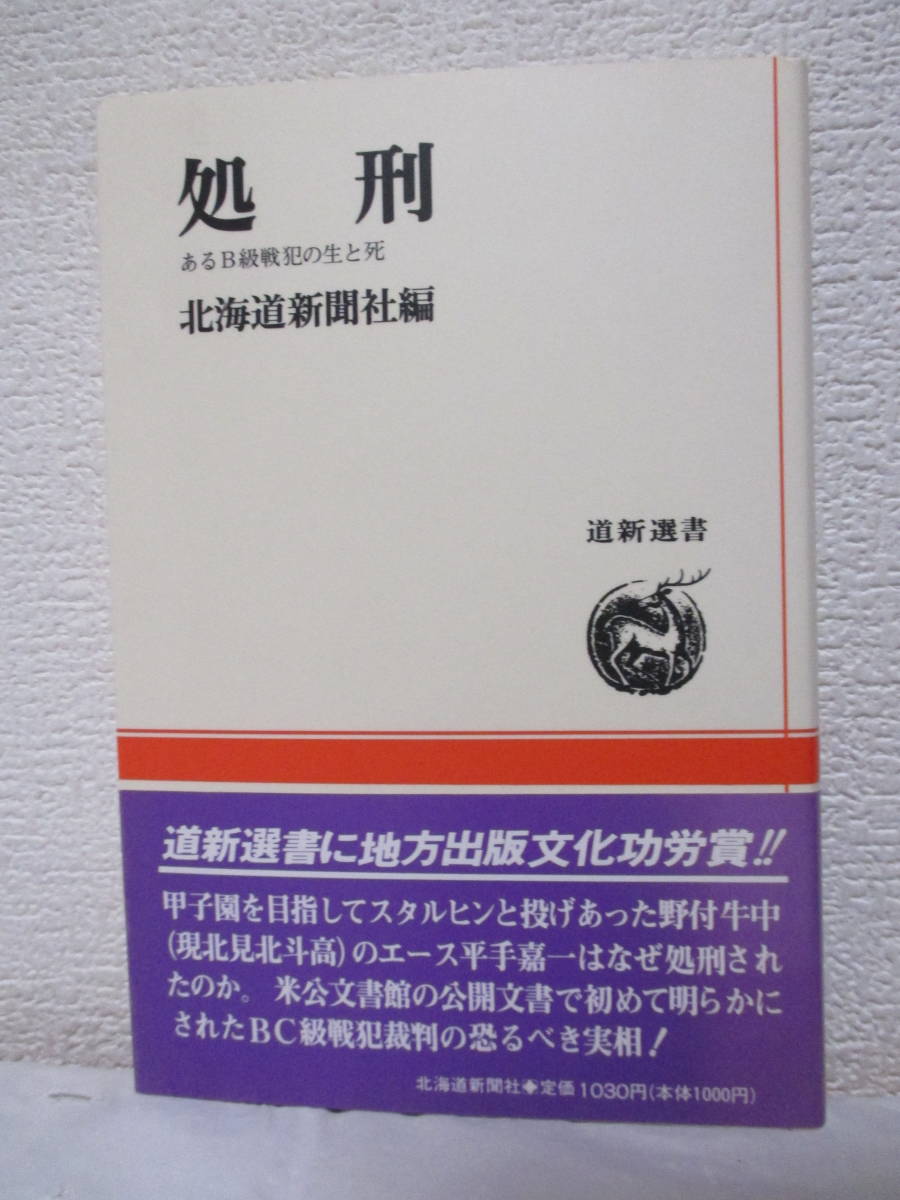 処刑
あるB級戦犯の生と死
北海道新聞社編
道新選書
道新選書に地方出版文化功労賞!!
甲子園を目指してスタルヒンと投げあった野付牛中
(現北見北斗高)のエース平手嘉一はなぜ処刑され
たのか。米公文書館の公開文書で初めて明らかに
されたBC級戦犯裁判の恐るべき実相!
北海道新聞社◆定価1030円(本体1000円)